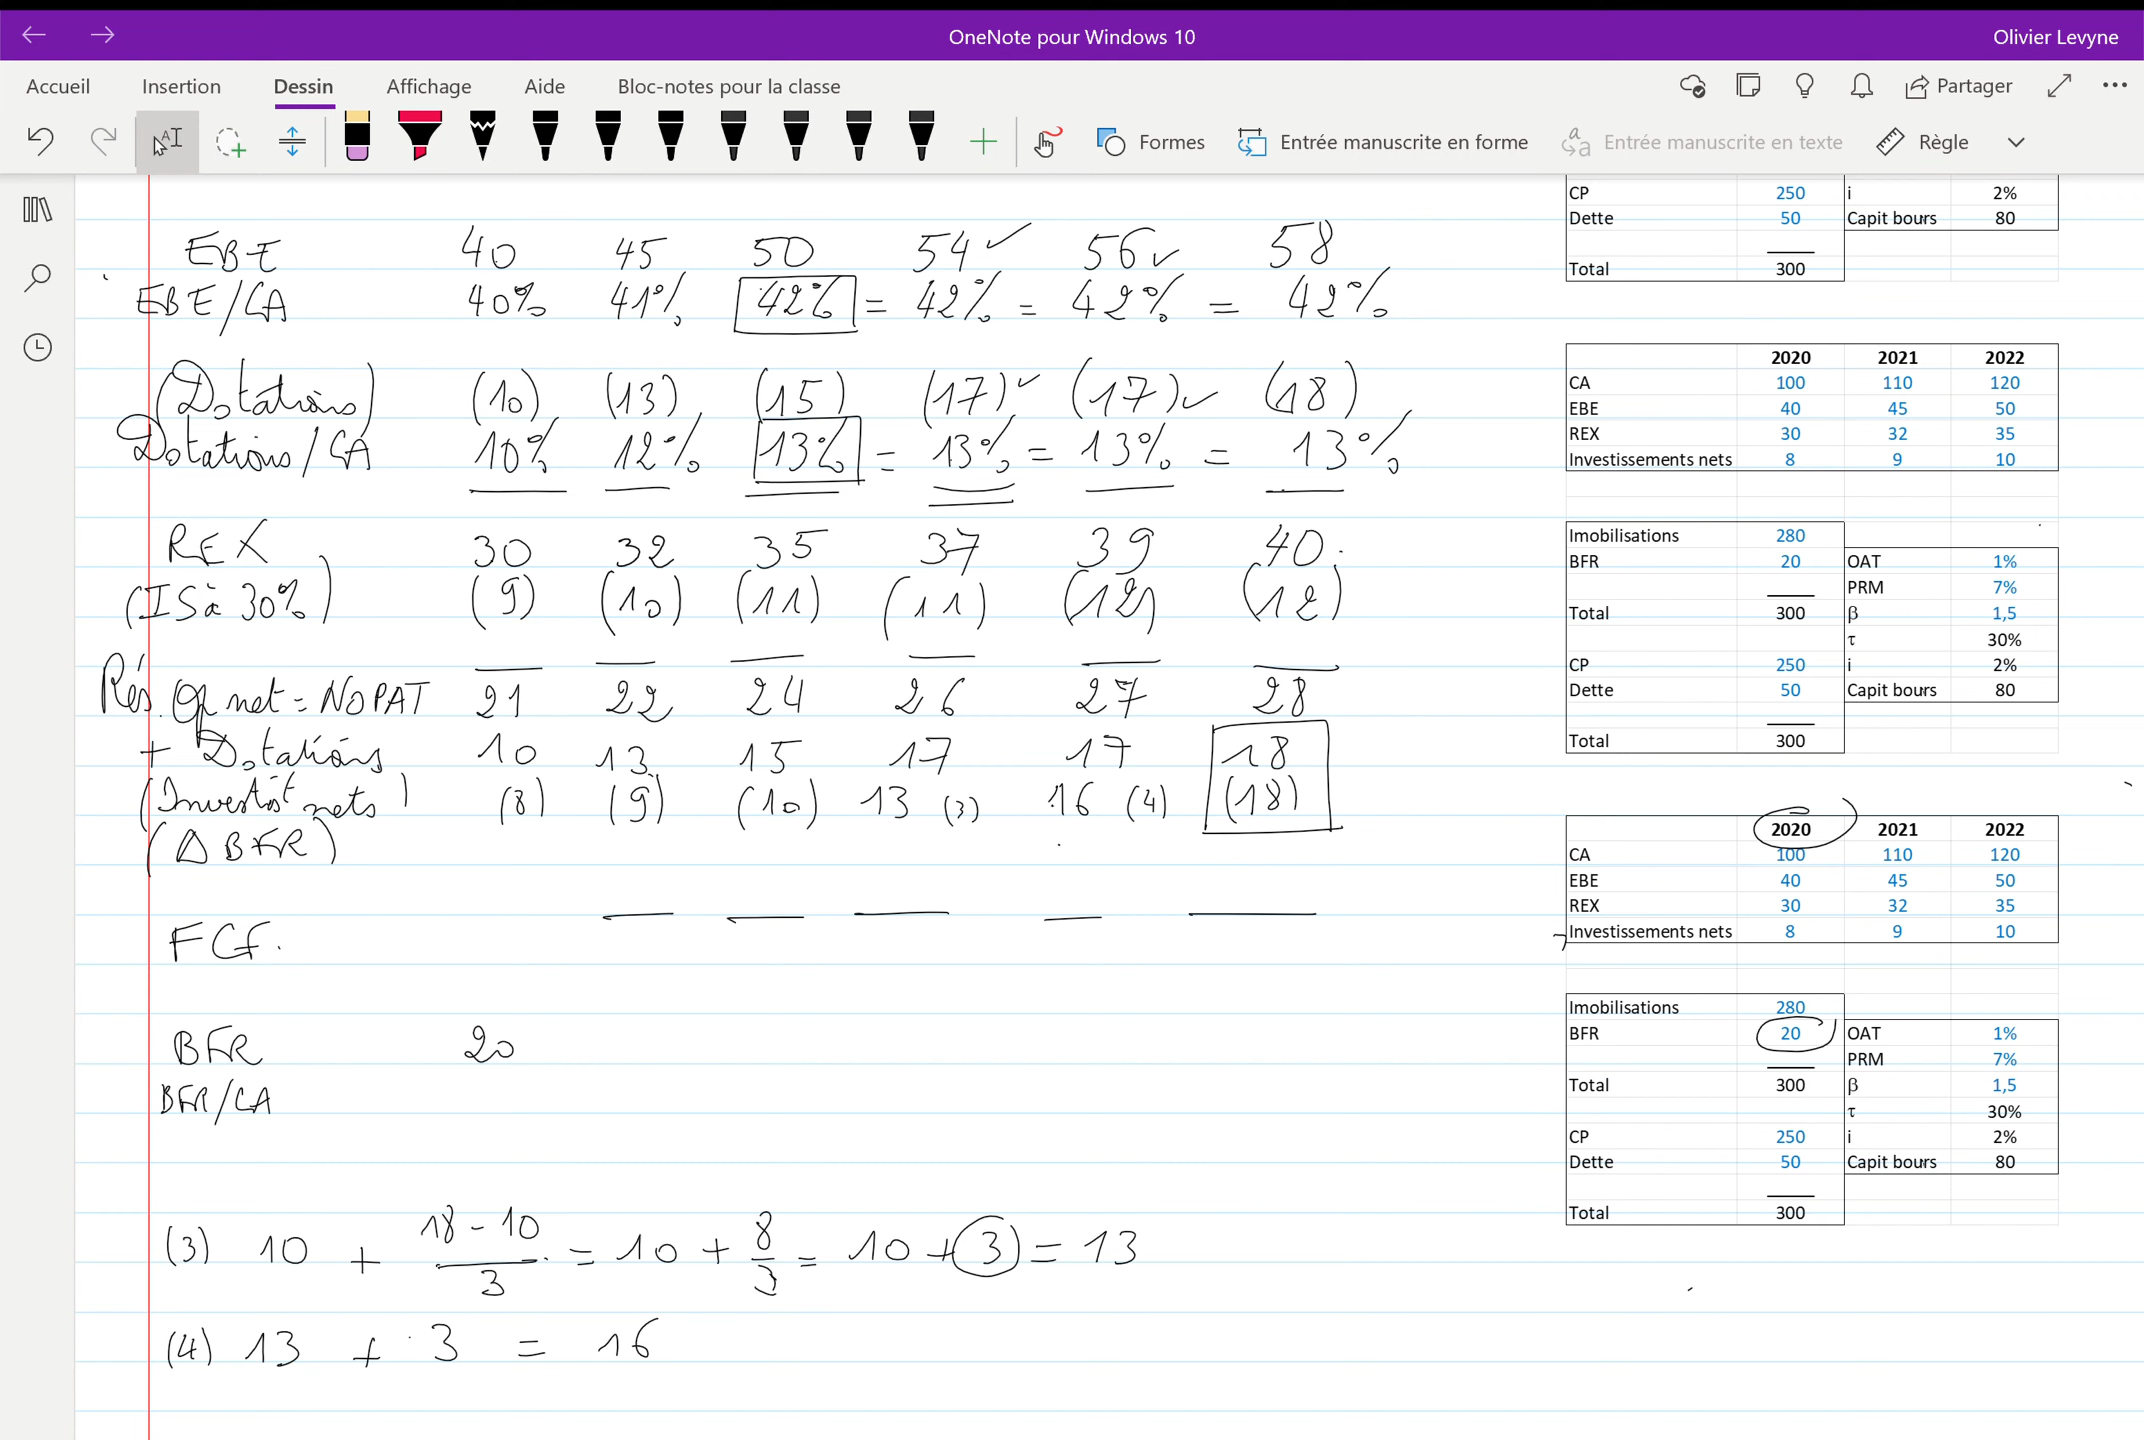 OneNote pour Windows 10
Olivier Levyne
Accueil Insertion Dessin Affichage Aide Bloc-notes pour la classe Partager
Formes Entrée manuscrite en forme Entrée manuscrite en texte Règle
EBE 40 45 50 54 ✓ 56 ✓ 58
EBE/CA 40% 41% 42% = 42% = 42% = 42%
(Dotations) (10) (13) (15) (17) ✓ (17) ✓ (18)
Dotations/CA 10% 12% 13% = 13% = 13% = 13%
REX 30 32 35 37 39 40
(IS à 30%) (9) (10) (11) (11) (12) (12)
Rés. Op net = NOPAT 21 22 24 26 27 28
+ Dotations 10 13 15 17 17 18
(Investis^t nets) (8) (9) (10) 13 (3) 16 (4) (18)
(Δ BFR)
FCF.
BFR 20
BFR/CA
(3) 10 + (18 - 10)/3 = 10 + 8/3 = 10 + 3 = 13
(4) 13 + 3 = 16
CP 250 i 2%
Dette 50 Capit bours 80
Total 300
2020 2021 2022
CA 100 110 120
EBE 40 45 50
REX 30 32 35
Investissements nets 8 9 10
Imobilisations 280
BFR 20 OAT 1%
PRM 7%
Total 300 β 1,5
τ 30%
CP 250 i 2%
Dette 50 Capit bours 80
Total 300
2020 2021 2022
CA 100 110 120
EBE 40 45 50
REX 30 32 35
Investissements nets 8 9 10
Imobilisations 280
BFR 20 OAT 1%
PRM 7%
Total 300 β 1,5
τ 30%
CP 250 i 2%
Dette 50 Capit bours 80
Total 300